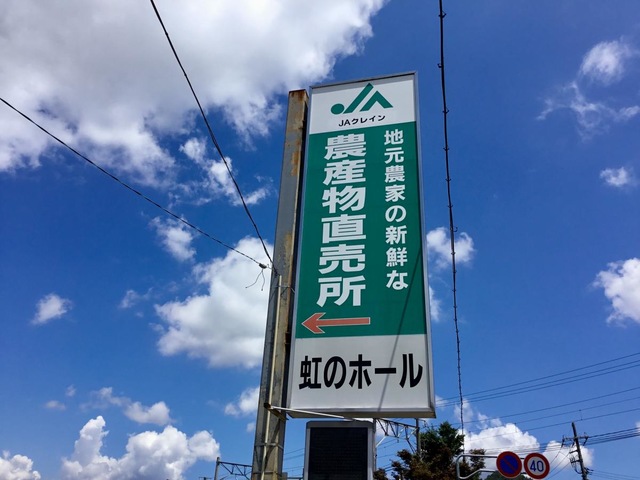 JAクレイン
地元農家の新鮮な
農産物直売所
虹のホール
40